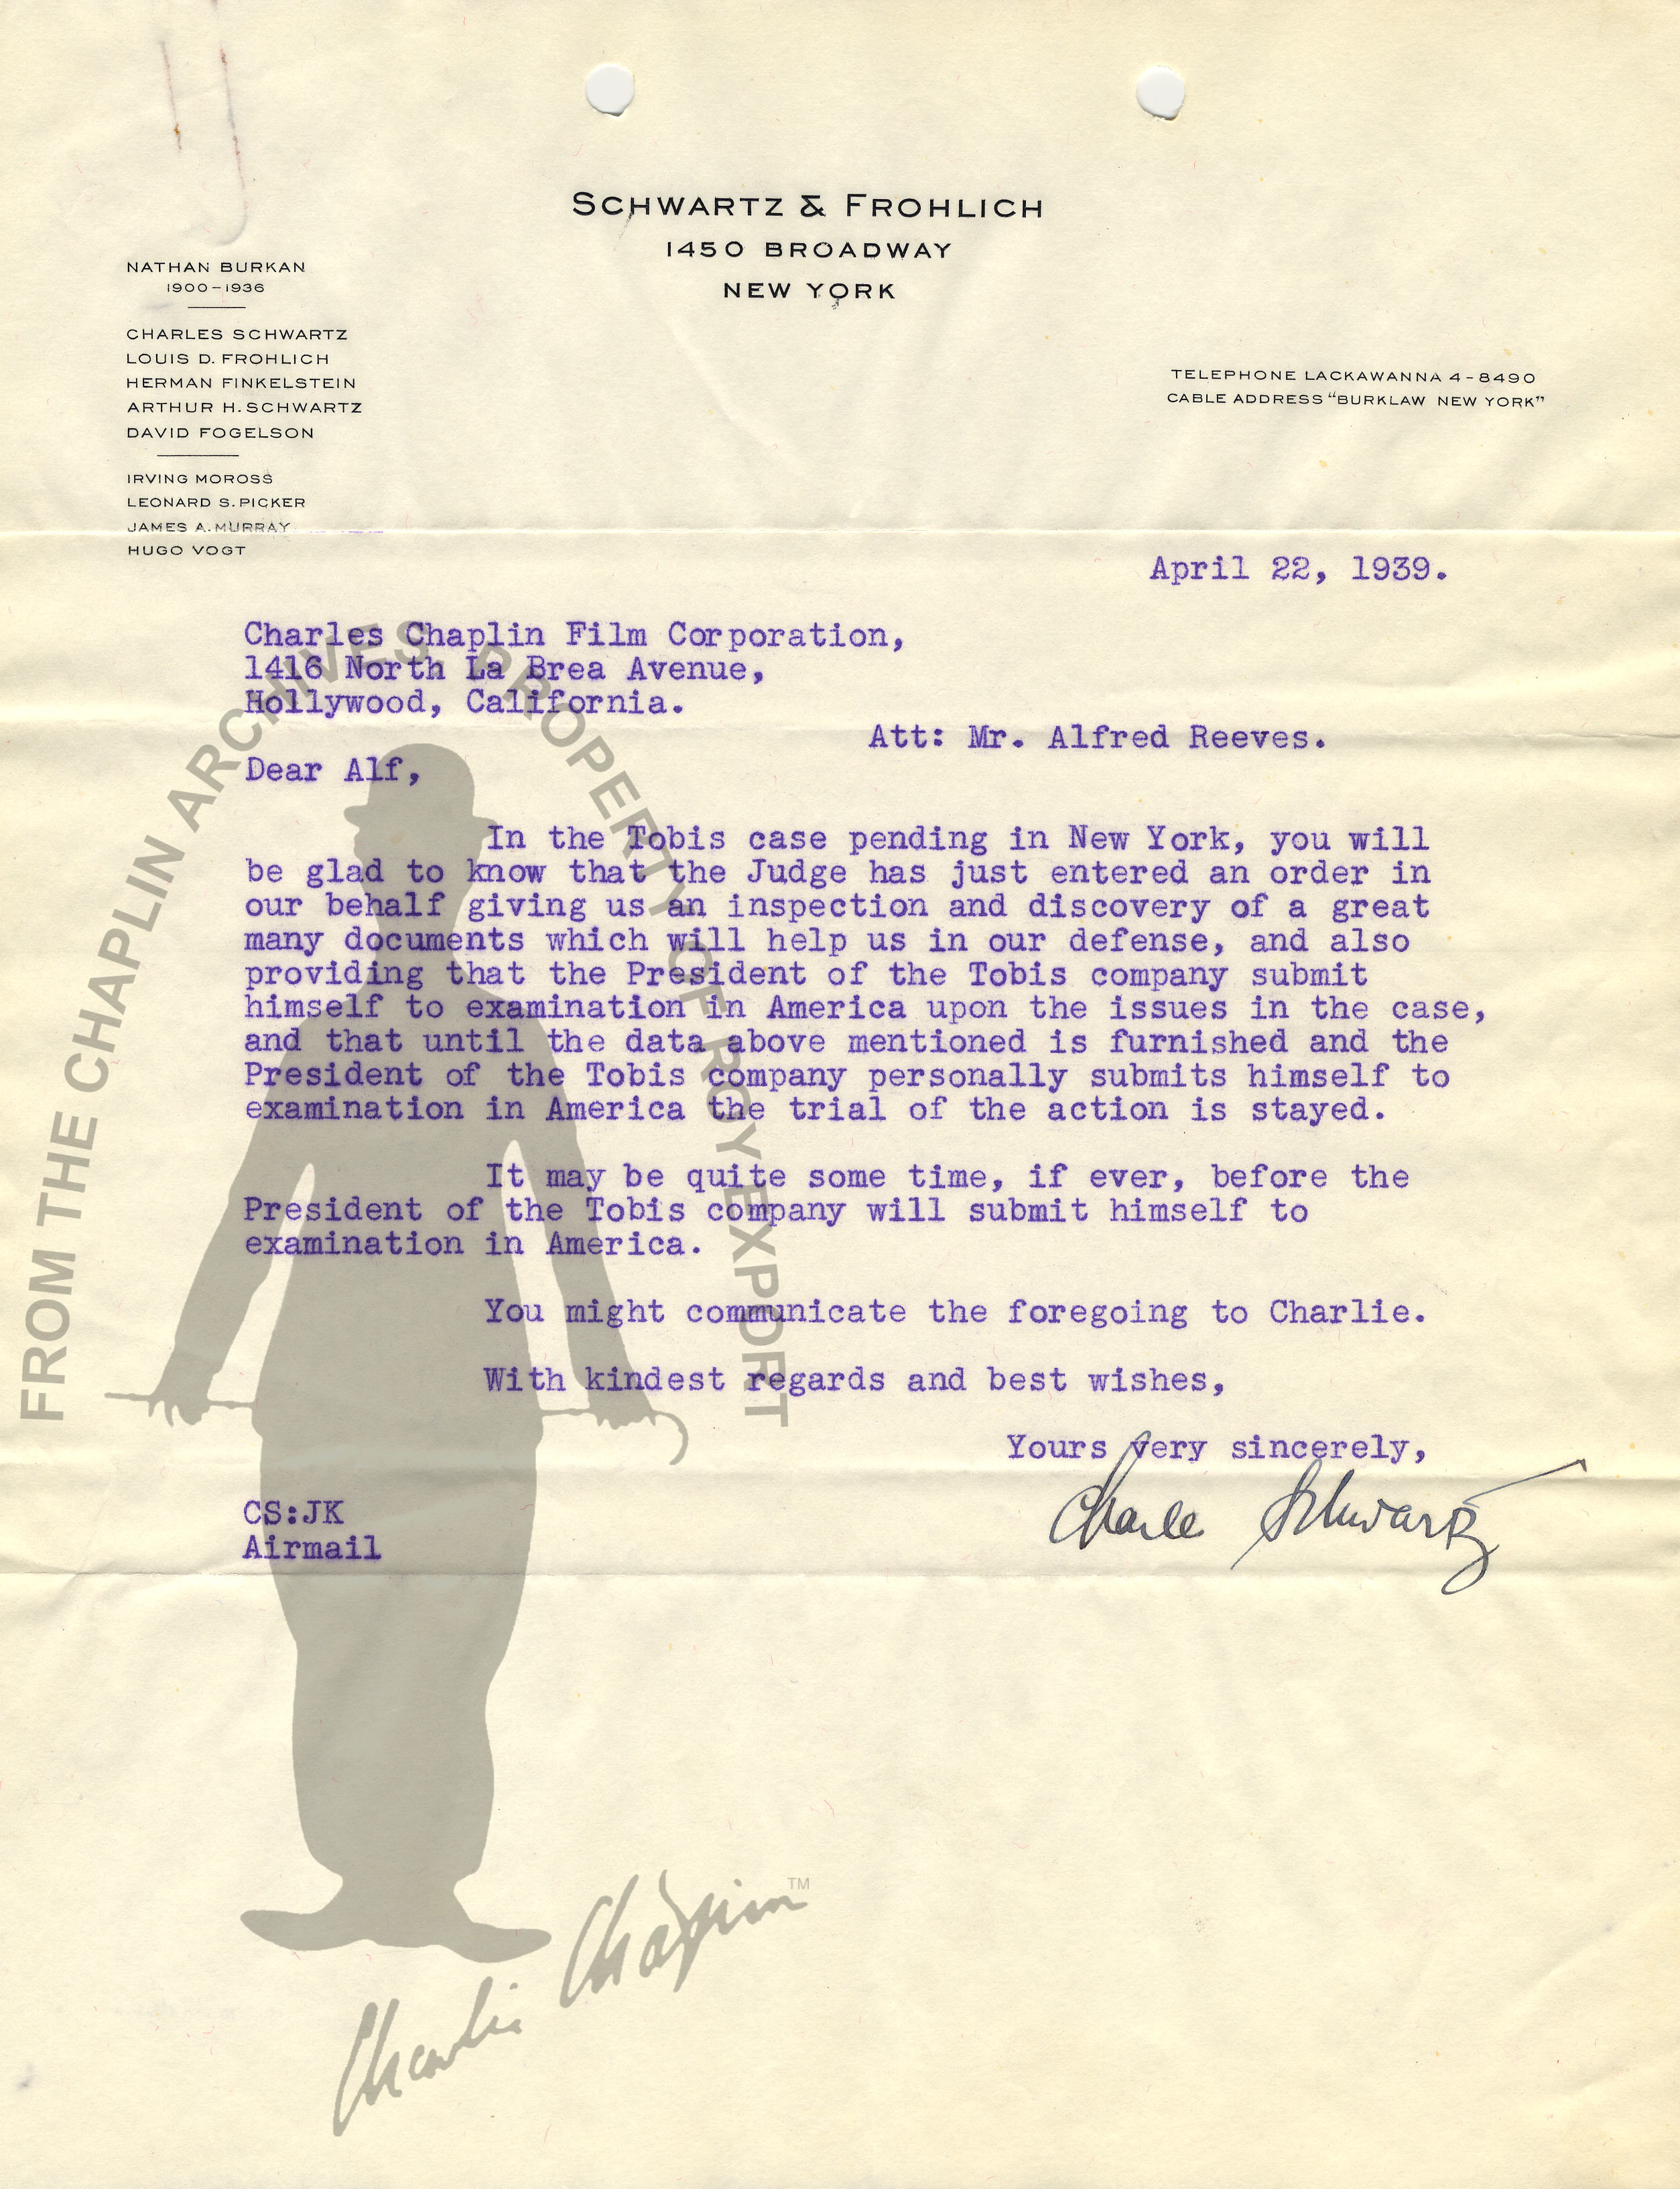 SCHWARTZ & FROHLICH
1450 BROADWAY
NEW YORK
NATHAN BURKAN
1900-1936
CHARLES SCHWARTZ
LOUIS D. FROHLICH
HERMAN FINKELSTEIN
ARTHUR H. SCHWARTZ
DAVID FOGELSON
IRVING MOROSS
LEONARD S. PICKER
JAMES A. MURRAY
HUGO VOGT
TELEPHONE LACKAWANNA 4-8490
CABLE ADDRESS "BURKLAW NEW YORK"
April 22, 1939.
Charles Chaplin Film Corporation,
1416 North La Brea Avenue,
Hollywood, California.
Att: Mr. Alfred Reeves.
Dear Alf,
In the Tobis case pending in New York, you will
be glad to know that the Judge has just entered an order in
our behalf giving us an inspection and discovery of a great
many documents which will help us in our defense, and also
providing that the President of the Tobis company submit
himself to examination in America upon the issues in the case,
and that until the data above mentioned is furnished and the
President of the Tobis company personally submits himself to
examination in America the trial of the action is stayed.
It may be quite some time, if ever, before the
President of the Tobis company will submit himself to
examination in America.
You might communicate the foregoing to Charlie.
With kindest regards and best wishes,
Yours very sincerely,
Charles Schwartz
CS:JK
Airmail
FROM THE CHAPLIN ARCHIVES, PROPERTY OF ROY EXPORT
Charlie Chaplin TM